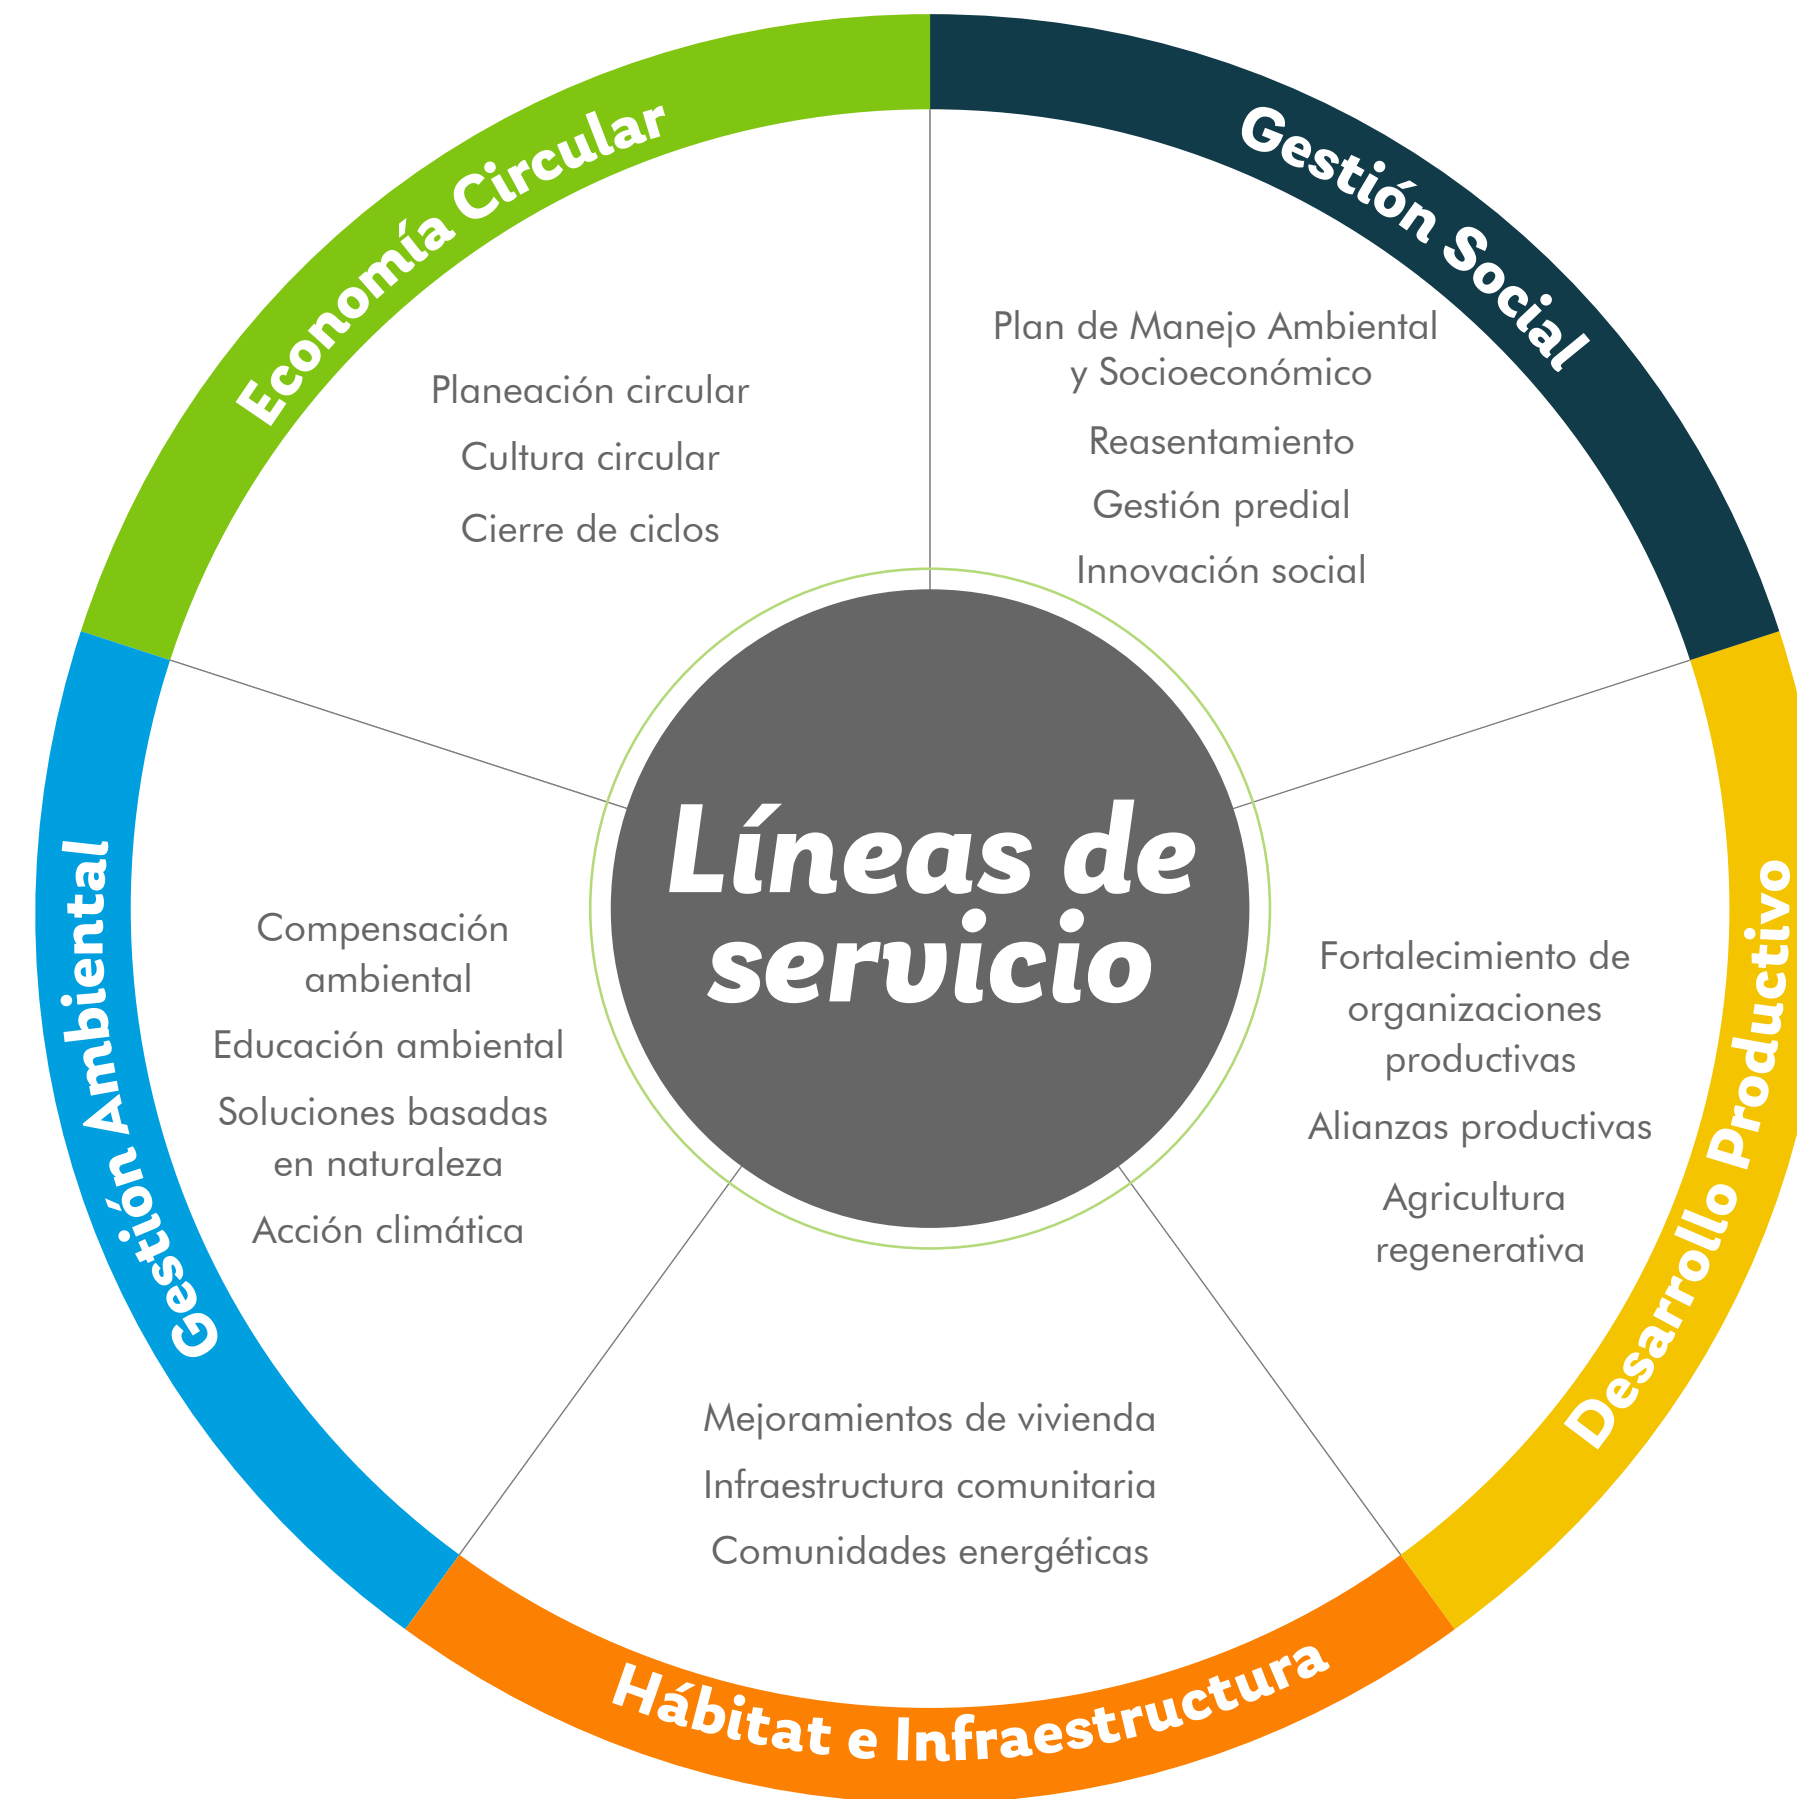 Economía Circular
Planeación circular
Cultura circular
Cierre de ciclos
Gestión Social
Plan de Manejo Ambiental
y Socioeconómico
Reasentamiento
Gestión predial
Innovación social
Líneas de
servicio
Gestión Ambiental
Compensación
ambiental
Educación ambiental
Soluciones basadas
en naturaleza
Acción climática
Desarrollo Productivo
Fortalecimiento de
organizaciones
productivas
Alianzas productivas
Agricultura
regenerativa
Mejoramientos de vivienda
Infraestructura comunitaria
Comunidades energéticas
Hábitat e Infraestructura